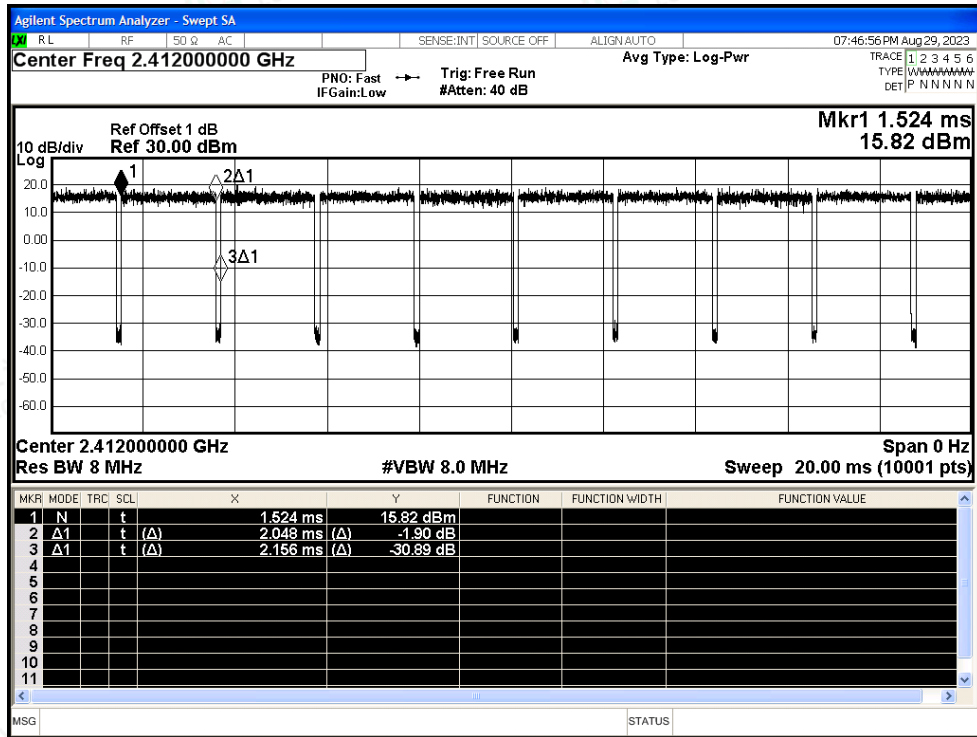 Agilent Spectrum Analyzer - Swept SA
LXI RL RF 50 Ω AC SENSE:INT SOURCE OFF ALIGN AUTO 07:46:56 PM Aug 29, 2023
Center Freq 2.412000000 GHz Avg Type: Log-Pwr TRACE 1 2 3 4 5 6
PNO: Fast Trig: Free Run TYPE WWWWWW
IFGain:Low #Atten: 40 dB DET P N N N N N
Mkr1 1.524 ms
15.82 dBm
Ref Offset 1 dB
10 dB/div Ref 30.00 dBm
Log
1
2Δ1
3Δ1
20.0
10.0
0.00
-10.0
-20.0
-30.0
-40.0
-50.0
-60.0
Center 2.412000000 GHz Span 0 Hz
Res BW 8 MHz #VBW 8.0 MHz Sweep 20.00 ms (10001 pts)
MKR MODE TRC SCL X Y FUNCTION FUNCTION WIDTH FUNCTION VALUE
1 N t 1.524 ms 15.82 dBm
2 Δ1 t (Δ) 2.048 ms (Δ) -1.90 dB
3 Δ1 t (Δ) 2.156 ms (Δ) -30.89 dB
4
5
6
7
8
9
10
11
MSG STATUS